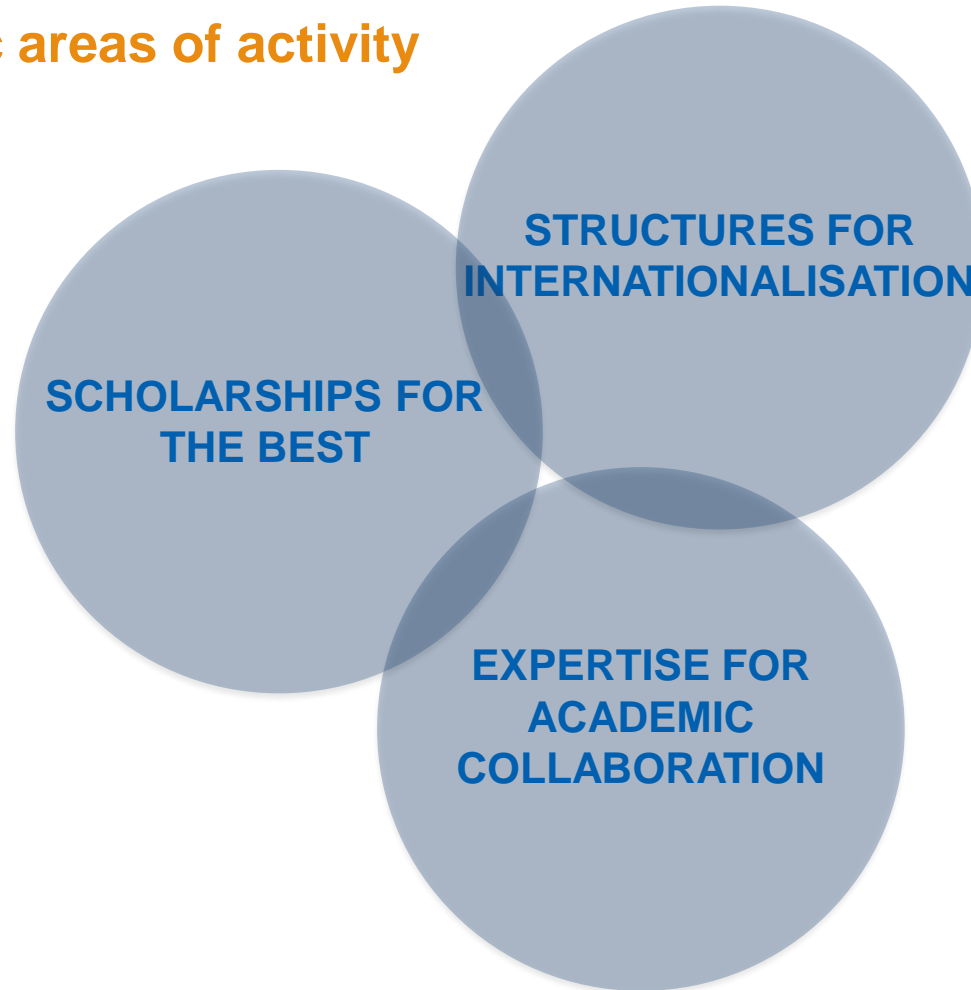 c areas of activity
STRUCTURES FOR
INTERNATIONALISATION
SCHOLARSHIPS FOR
THE BEST
EXPERTISE FOR
ACADEMIC
COLLABORATION